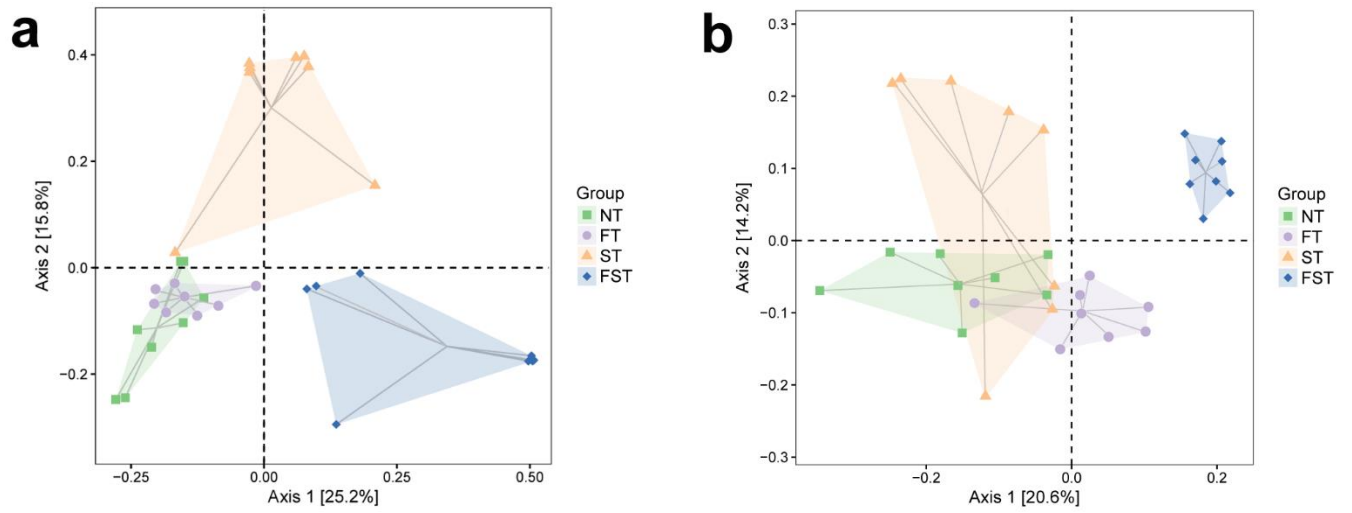 a
Axis 2 [15.8%]
0.4
0.2
0.0
−0.2
−0.25
0.00
0.25
0.50
Axis 1 [25.2%]
Group
NT
FT
ST
FST
b
Axis 2 [14.2%]
0.3
0.2
0.1
0.0
−0.1
−0.2
−0.3
−0.2
0.0
0.2
Axis 1 [20.6%]
Group
NT
FT
ST
FST